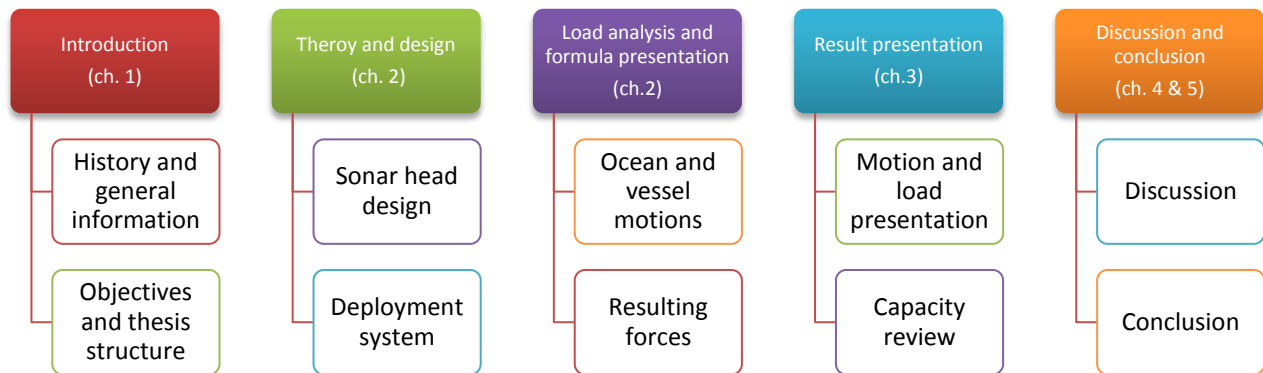 Introduction
(ch. 1)
History and
general
information
Objectives
and thesis
structure
Theroy and design
(ch. 2)
Sonar head
design
Deployment
system
Load analysis and
formula presentation
(ch.2)
Ocean and
vessel
motions
Resulting
forces
Result presentation
(ch.3)
Motion and
load
presentation
Capacity
review
Discussion and
conclusion
(ch. 4 & 5)
Discussion
Conclusion